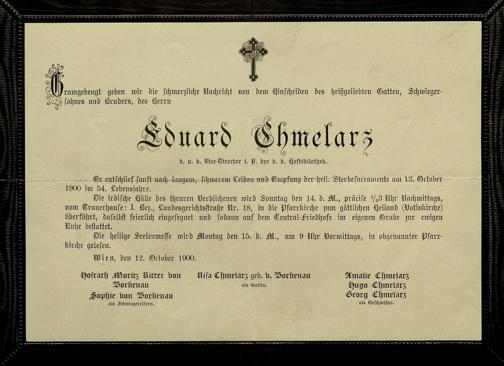 Gramgebeugt geben wir die schmerzliche Nachricht von dem Hinscheiden des heißgeliebten Gatten, Schwieger-
sohnes und Bruders, des Herrn
Eduard Chmelarz
k. u. k. Vice-Director i. P. der k. k. Hofbibliothek.
Er entschlief sanft nach langem, schwerem Leiden und Empfang der heil. Sterbesacramente am 12. October
1900 im 54. Lebensjahre.
Die irdische Hülle des theuren Verblichenen wird Sonntag den 14. d. M., präcise ½3 Uhr Nachmittags,
vom Trauerhause: I. Bez., Landesgerichtsstraße Nr. 18, in die Pfarrkirche zum göttlichen Heiland (Votivkirche)
überführt, daselbst feierlich eingesegnet und sodann auf dem Central-Friedhofe im eigenen Grabe zur ewigen
Ruhe bestattet.
Die heilige Seelenmesse wird Montag den 15. d. M., um 9 Uhr Vormittags, in obgenannter Pfarr-
kirche gelesen.
Wien, den 12. October 1900.
Hofrath Moritz Ritter von
Borkenau
Sophie von Borkenau
als Schwiegereltern.
Risa Chmelarz geb. v. Borkenau
als Gattin.
Amalie Chmelarz
Hugo Chmelarz
Georg Chmelarz
als Geschwister.